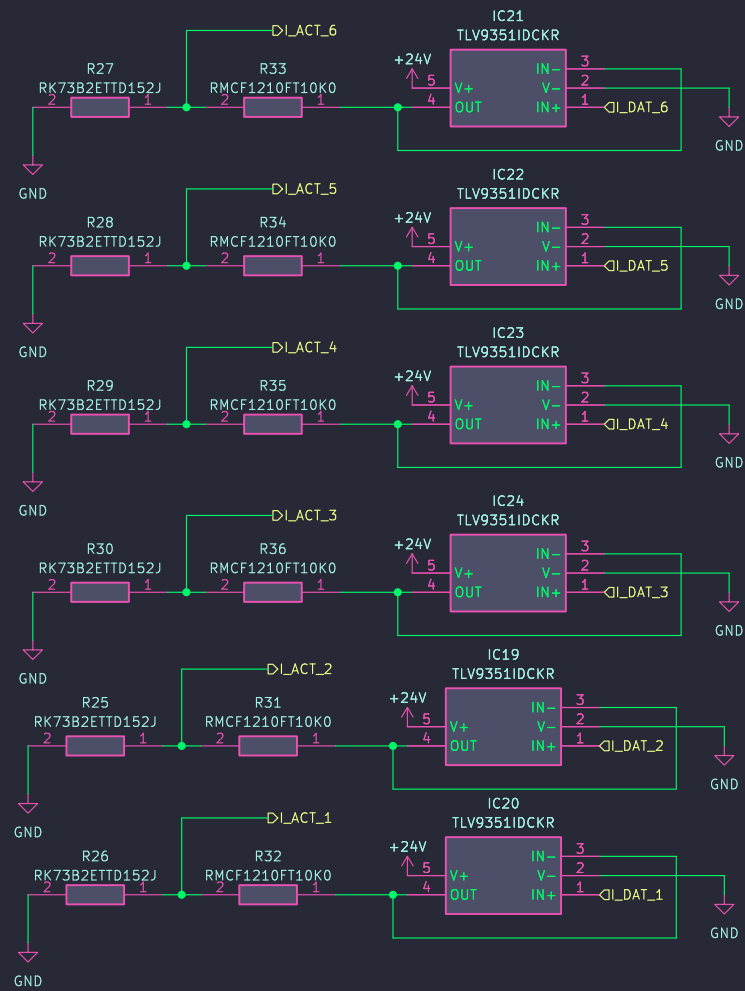 IC21
TLV9351IDCKR
I_ACT_6
+24V
R27
RK73B2ETTD152J
R33
RMCF1210FT10K0
IN- 3
5 V+ V- 2
2 1 2 1 4 OUT IN+ 1 I_DAT_6
GND
GND
IC22
TLV9351IDCKR
I_ACT_5
+24V
R28
RK73B2ETTD152J
R34
RMCF1210FT10K0
IN- 3
5 V+ V- 2
2 1 2 1 4 OUT IN+ 1 I_DAT_5
GND
GND
IC23
TLV9351IDCKR
I_ACT_4
+24V
R29
RK73B2ETTD152J
R35
RMCF1210FT10K0
IN- 3
5 V+ V- 2
2 1 2 1 4 OUT IN+ 1 I_DAT_4
GND
GND
IC24
TLV9351IDCKR
I_ACT_3
+24V
R30
RK73B2ETTD152J
R36
RMCF1210FT10K0
IN- 3
5 V+ V- 2
2 1 2 1 4 OUT IN+ 1 I_DAT_3
GND
GND
IC19
TLV9351IDCKR
I_ACT_2
+24V
R25
RK73B2ETTD152J
R31
RMCF1210FT10K0
IN- 3
5 V+ V- 2
2 1 2 1 4 OUT IN+ 1 I_DAT_2
GND
GND
IC20
TLV9351IDCKR
I_ACT_1
+24V
R26
RK73B2ETTD152J
R32
RMCF1210FT10K0
IN- 3
5 V+ V- 2
2 1 2 1 4 OUT IN+ 1 I_DAT_1
GND
GND